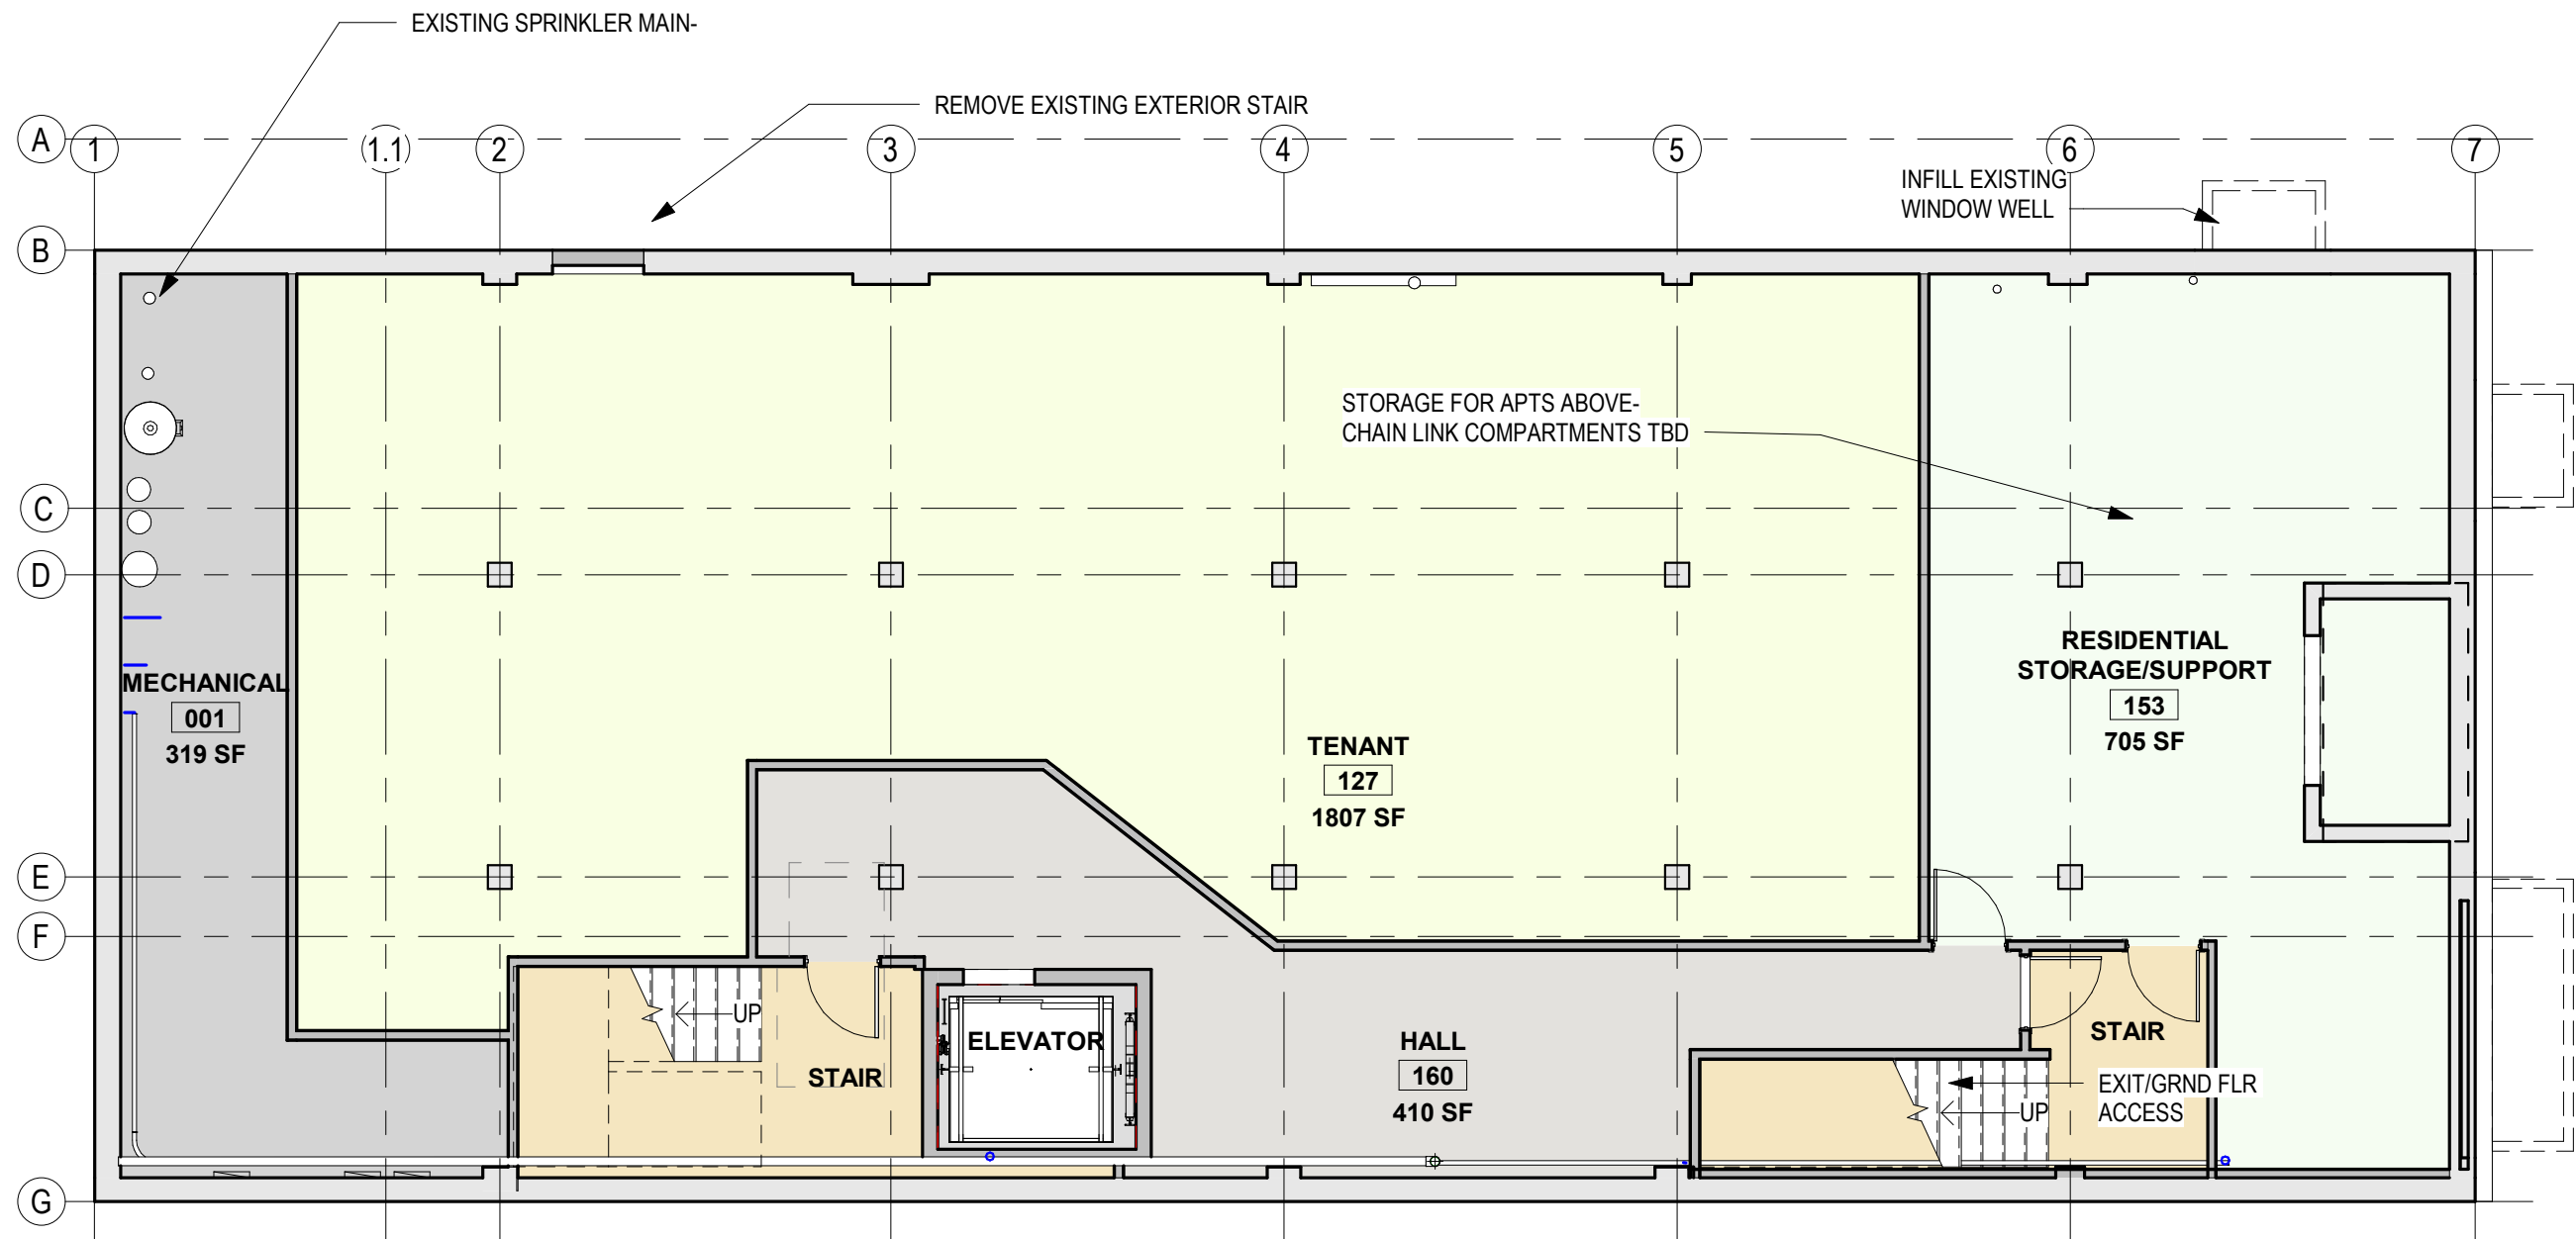 EXISTING SPRINKLER MAIN-
REMOVE EXISTING EXTERIOR STAIR
A
1
1.1
2
3
4
5
6
7
INFILL EXISTING
WINDOW WELL
B
STORAGE FOR APTS ABOVE-
CHAIN LINK COMPARTMENTS TBD
C
D
RESIDENTIAL
STORAGE/SUPPORT
153
705 SF
MECHANICAL
001
319 SF
TENANT
127
1807 SF
E
F
UP
STAIR
ELEVATOR
HALL
160
410 SF
STAIR
EXIT/GRND FLR
ACCESS
UP
G